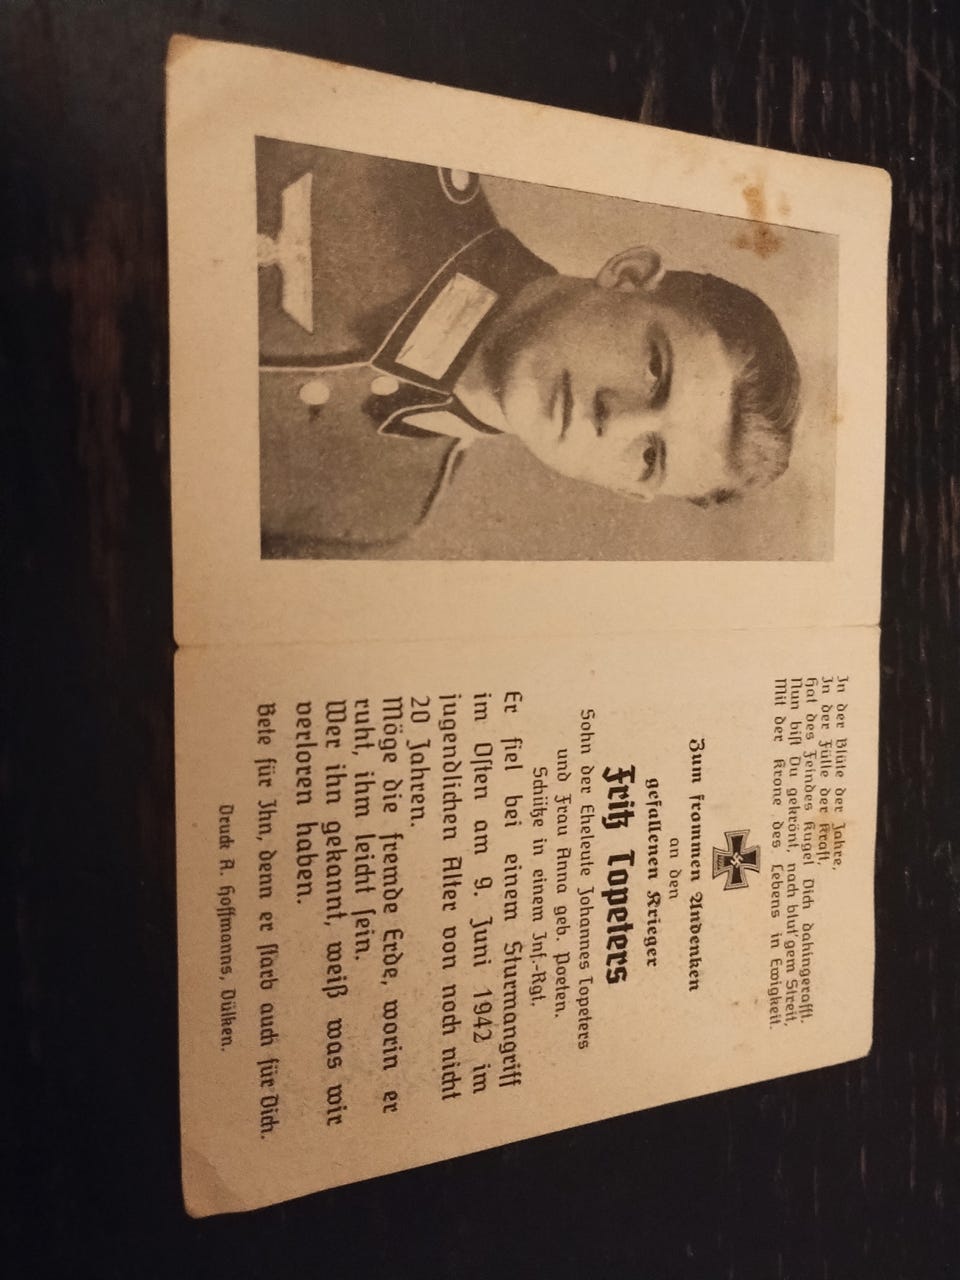 In der Blüte der Jahre,
In der Fülle der Kraft,
Hat des Feindes Kugel Dich dahingerafft.
Nun bist Du gekrönt, nach blut'gem Streit,
Mit der Krone des Lebens in Ewigkeit.
Zum frommen Andenken
an den
gefallenen Krieger
Fritz Topeters
Sohn der Eheleute Johannes Topeters
und Frau Anna geb. Poeten.
Schütze in einem Inf.-Rgt.
Er fiel bei einem Sturmangriff
im Osten am 9. Juni 1942 im
jugendlichen Alter von noch nicht
20 Jahren.
Möge die fremde Erde, worin er
ruht, ihm leicht sein.
Wer ihn gekannt, weiß was wir
verloren haben.
Bete für Ihn, denn er starb auch für Dich.
Druck A. Hoffmanns, Dülken.